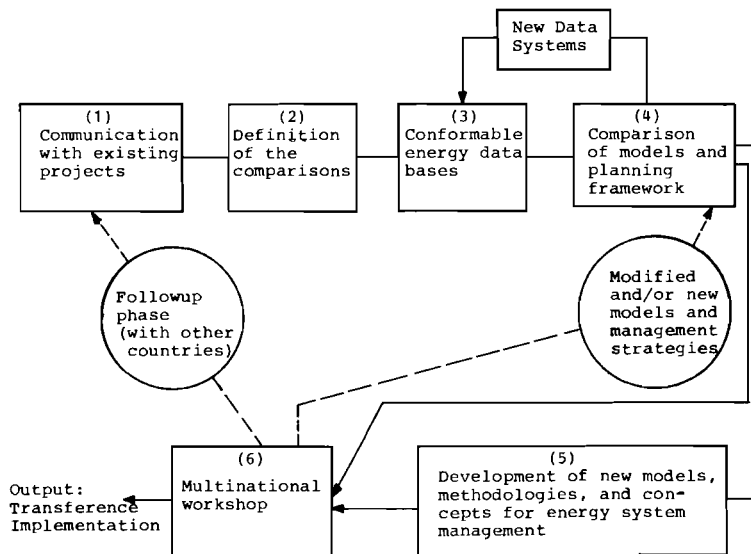 New Data
Systems
(1)
Communication
with existing
projects
(2)
Definition
of the
comparisons
(3)
Conformable
energy data
bases
(4)
Comparison
of models and
planning
framework
Followup
phase
(with other
countries)
Modified
and/or new
models and
management
strategies
(6)
Multinational
workshop
(5)
Development of new models,
methodologies, and con-
cepts for energy system
management
Output:
Transference
Implementation